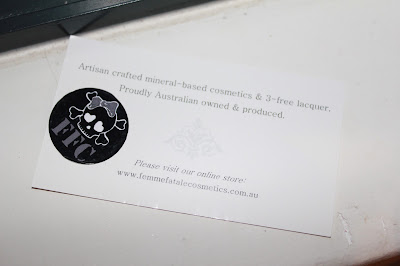 Artisan crafted mineral-based cosmetics & 3-free lacquer.
Proudly Australian owned & produced.
FFC
Please visit our online store:
www.femmefatalecosmetics.com.au